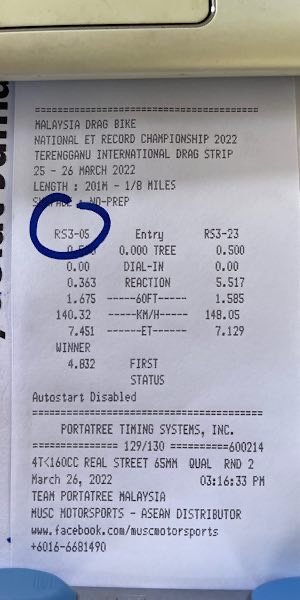 ====================================
MALAYSIA DRAG BIKE
NATIONAL ET RECORD CHAMPIONSHIP 2022
TERENGGANU INTERNATIONAL DRAG STRIP
25 - 26 MARCH 2022
LENGTH : 201M - 1/8 MILES
: NO-PREP
RS3-05 Entry RS3-23
0.000 TREE 0.500
0.00 DIAL-IN 0.00
0.363 REACTION 5.517
1.675 -----60FT----- 1.585
140.32 -----KM/H----- 148.05
7.451 ------ET------ 7.129
WINNER
4.832 FIRST
STATUS
Autostart Disabled
====================================
PORTATREE TIMING SYSTEMS, INC.
============== 129/130 ==========600214
4T<160CC REAL STREET 65MM QUAL RND 2
March 26, 2022 03:16:33 PM
TEAM PORTATREE MALAYSIA
MUSC MOTORSPORTS - ASEAN DISTRIBUTOR
www.facebook.com/muscmotorsports
+6016-6681490